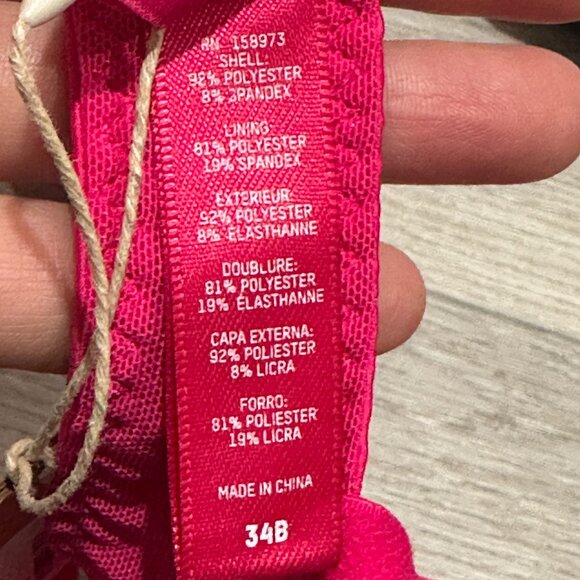 RN 158973
SHELL:
92% POLYESTER
8% SPANDEX
LINING:
81% POLYESTER
19% SPANDEX
EXTÉRIEUR:
92% POLYESTER
8% ÉLASTHANNE
DOUBLURE:
81% POLYESTER
19% ÉLASTHANNE
CAPA EXTERNA:
92% POLIESTER
8% LICRA
FORRO:
81% POLIESTER
19% LICRA
MADE IN CHINA
34B